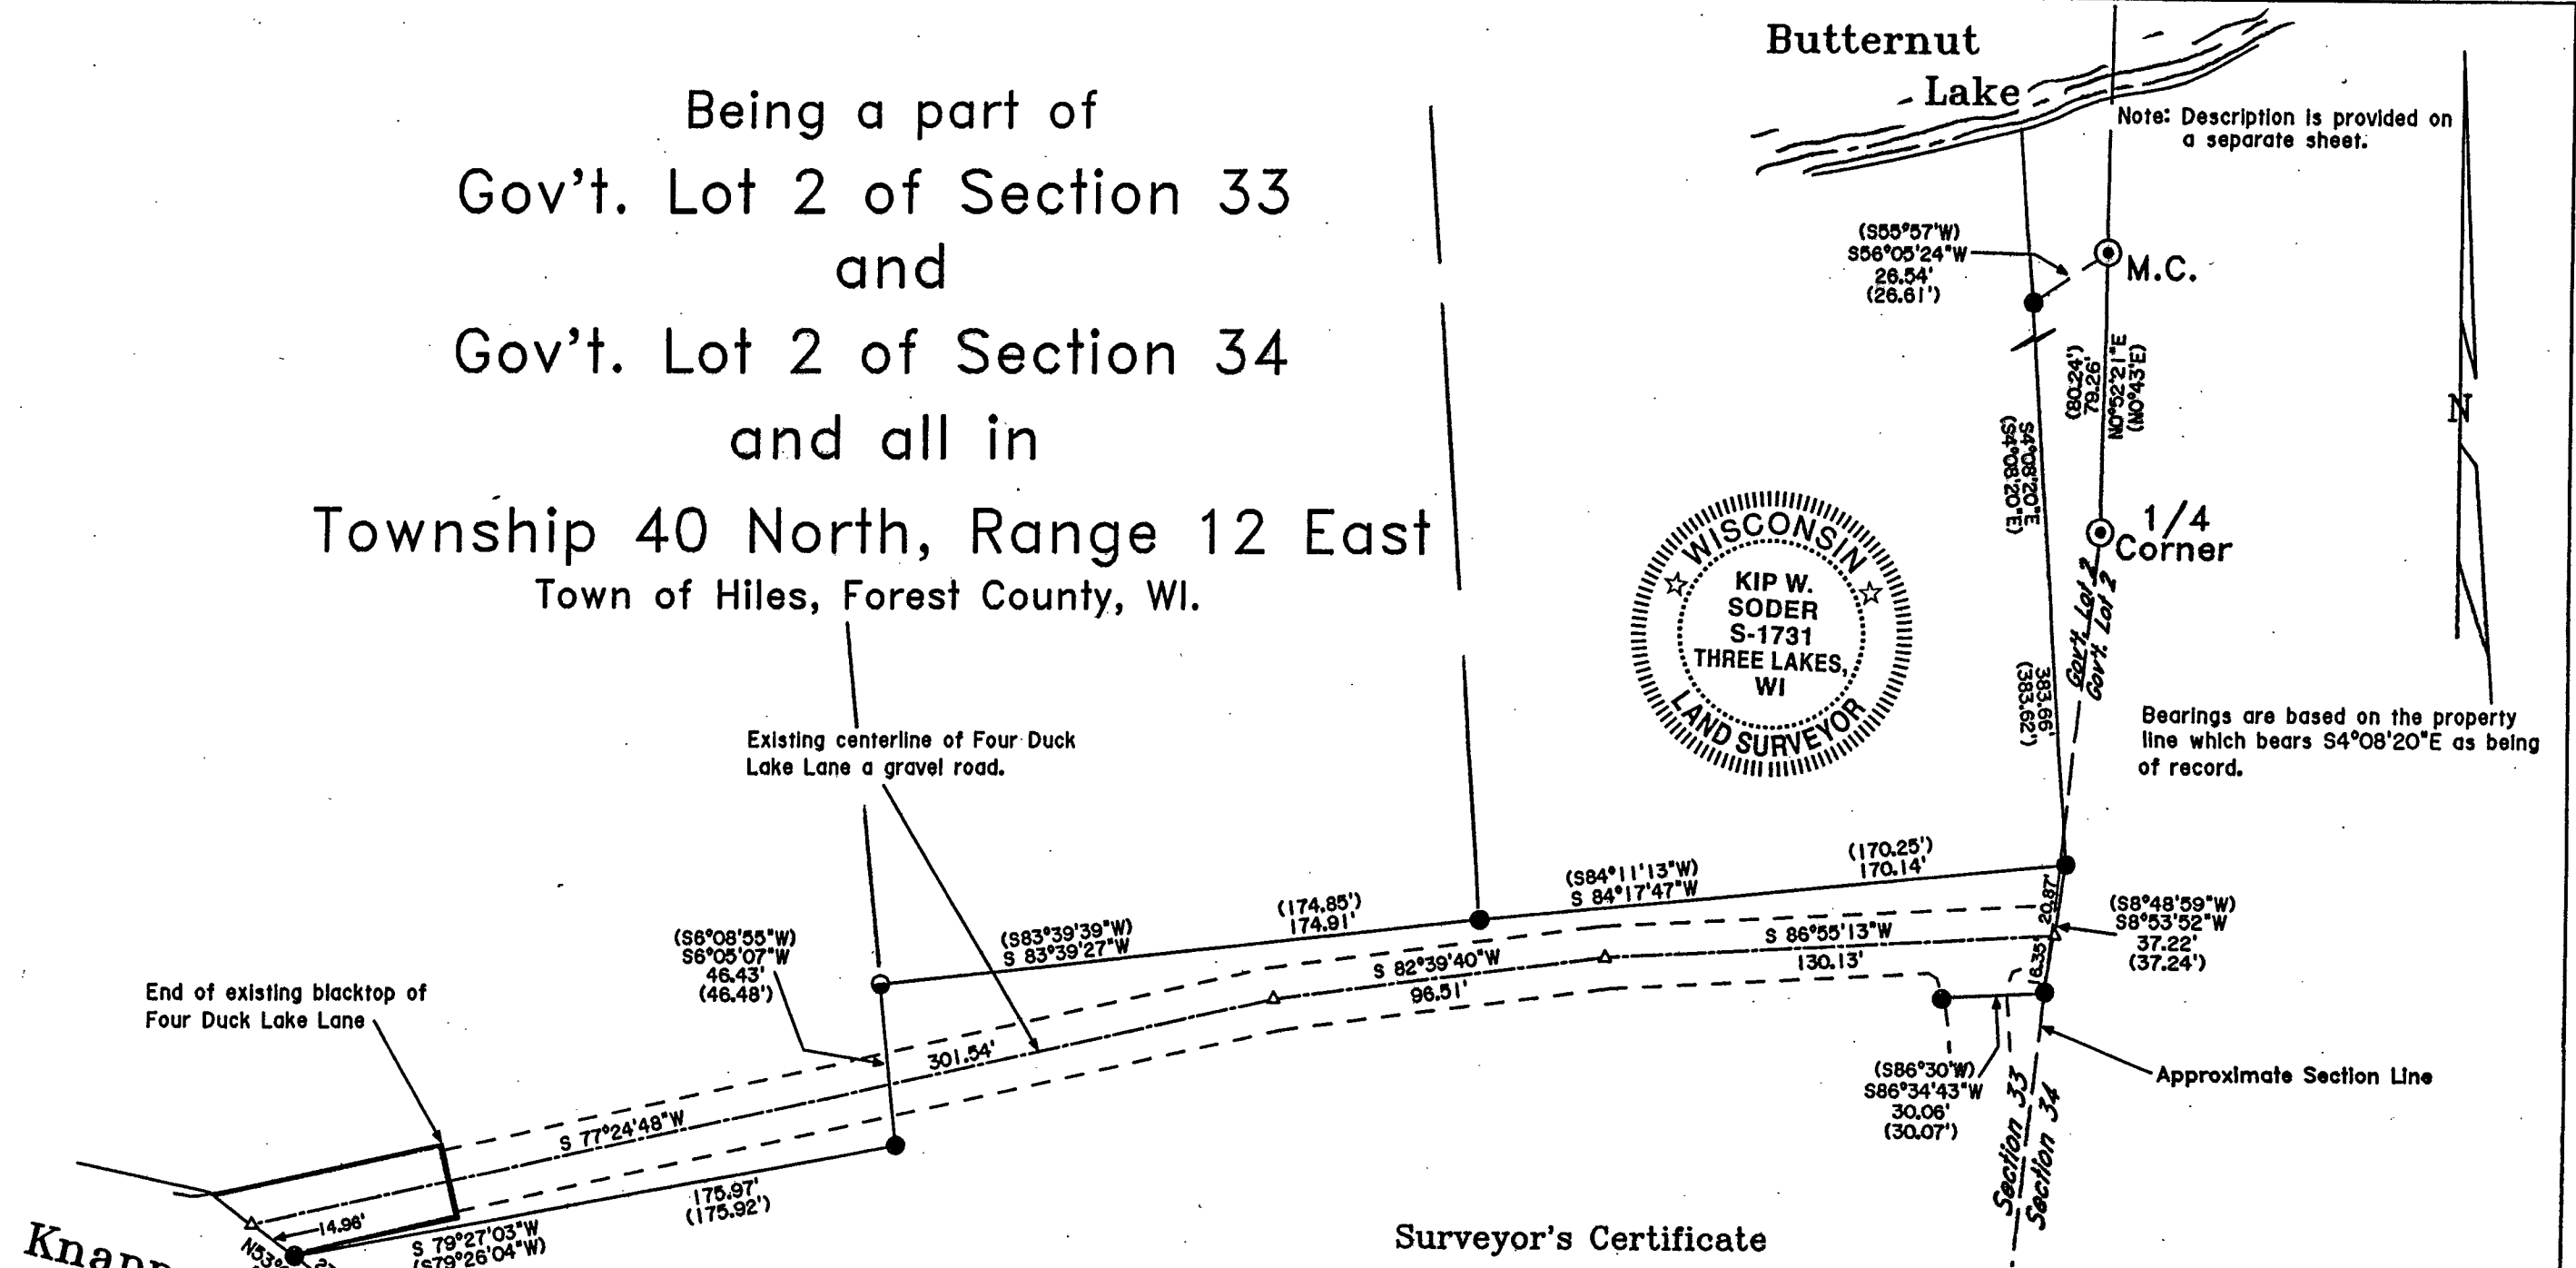 Butternut
Lake
Being a part of
Gov't. Lot 2 of Section 33
and
Gov't. Lot 2 of Section 34
and all in
Township 40 North, Range 12 East
Town of Hiles, Forest County, WI.
Note: Description is provided on
a separate sheet.
(S55°57'W)
S56°05'24"W
26.54'
(26.61')
M.C.
(80.24')
79.26'
N0°52'21"E
(N0°43'E)
N
S4°08'20"E
(S4°08'20"E)
1/4
Corner
Gov't. Lot 2
Gov't. Lot 2
WISCONSIN
KIP W.
SODER
S-1731
THREE LAKES,
WI
LAND SURVEYOR
383.66'
(383.62')
Bearings are based on the property
line which bears S4°08'20"E as being
of record.
Existing centerline of Four Duck
Lake Lane a gravel road.
(170.25')
170.14'
(S84°11'13"W)
S 84°17'47"W
(174.85')
174.91'
(S83°39'39"W)
S 83°39'27"W
20.87'
(S8°48'59"W)
S8°53'52"W
37.22'
(37.24')
(S6°08'55"W)
S6°05'07"W
46.43'
(46.48')
S 86°55'13"W
130.13'
S 82°39'40"W
96.51'
16.35'
End of existing blacktop of
Four Duck Lake Lane
301.54'
S 77°24'48"W
(S86°30'W)
S86°34'43"W
30.06'
(30.07')
Approximate Section Line
Section 33
Section 34
175.97'
(175.92')
14.96'
S 79°27'03"W
(S79°26'04"W)
Surveyor's Certificate